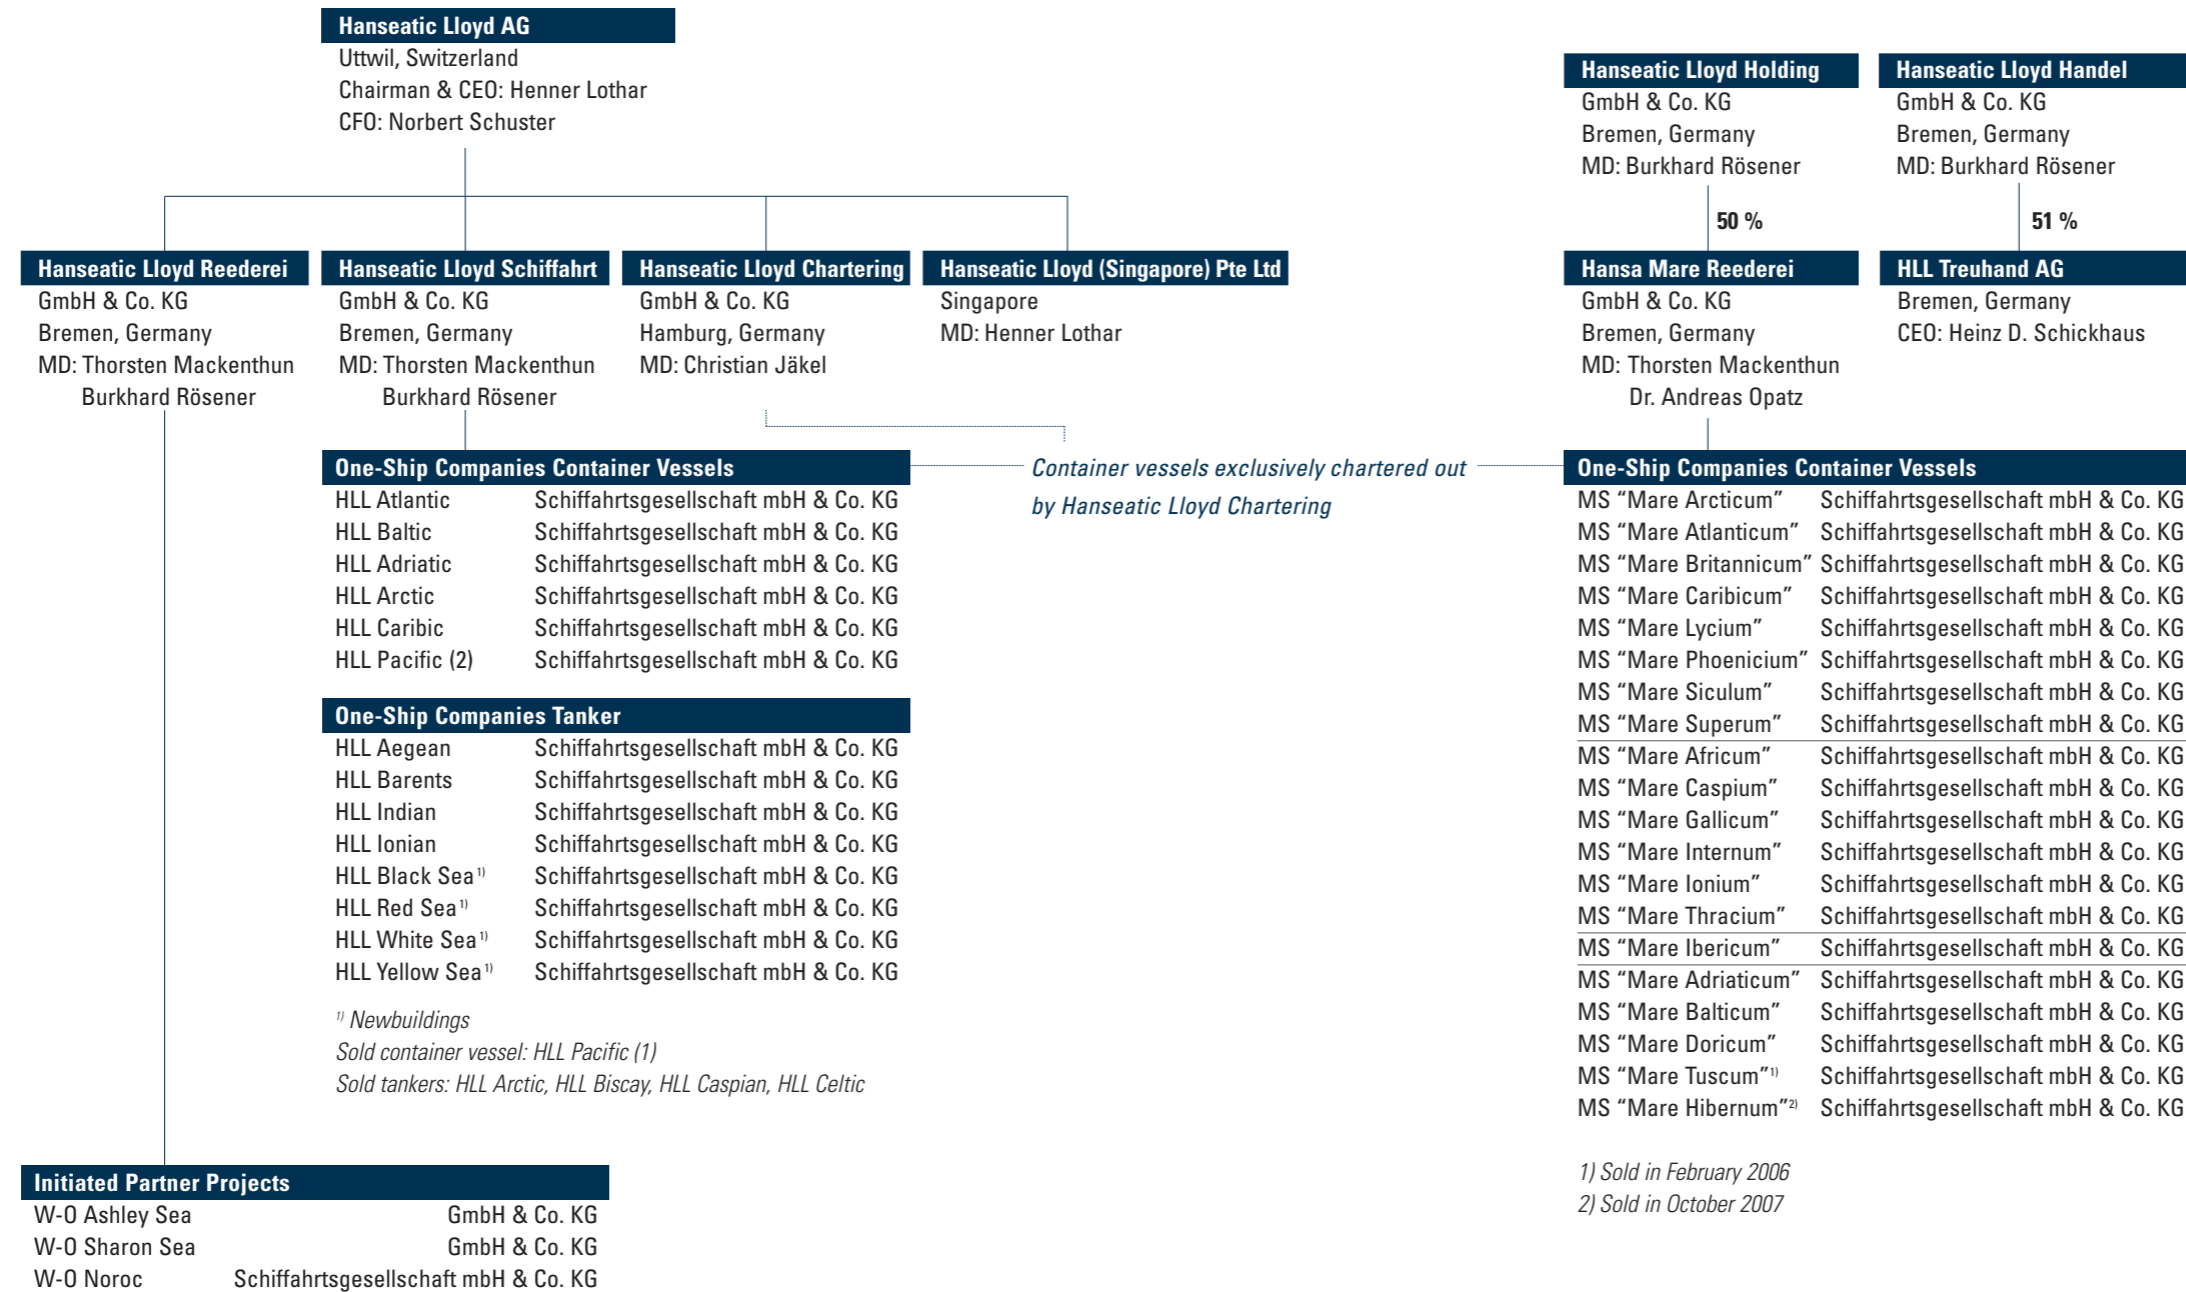 Hanseatic Lloyd AG
Uttwil, Switzerland
Chairman & CEO: Henner Lothar
CFO: Norbert Schuster
Hanseatic Lloyd Holding
GmbH & Co. KG
Bremen, Germany
MD: Burkhard Rösener
50 %
Hanseatic Lloyd Handel
GmbH & Co. KG
Bremen, Germany
MD: Burkhard Rösener
51 %
Hanseatic Lloyd Reederei
GmbH & Co. KG
Bremen, Germany
MD: Thorsten Mackenthun
Burkhard Rösener
Hanseatic Lloyd Schiffahrt
GmbH & Co. KG
Bremen, Germany
MD: Thorsten Mackenthun
Burkhard Rösener
Hanseatic Lloyd Chartering
GmbH & Co. KG
Hamburg, Germany
MD: Christian Jäkel
Hanseatic Lloyd (Singapore) Pte Ltd
Singapore
MD: Henner Lothar
Hansa Mare Reederei
GmbH & Co. KG
Bremen, Germany
MD: Thorsten Mackenthun
Dr. Andreas Opatz
HLL Treuhand AG
Bremen, Germany
CEO: Heinz D. Schickhaus
One-Ship Companies Container Vessels
HLL Atlantic Schiffahrtsgesellschaft mbH & Co. KG
HLL Baltic Schiffahrtsgesellschaft mbH & Co. KG
HLL Adriatic Schiffahrtsgesellschaft mbH & Co. KG
HLL Arctic Schiffahrtsgesellschaft mbH & Co. KG
HLL Caribic Schiffahrtsgesellschaft mbH & Co. KG
HLL Pacific (2) Schiffahrtsgesellschaft mbH & Co. KG
Container vessels exclusively chartered out
by Hanseatic Lloyd Chartering
One-Ship Companies Tanker
HLL Aegean Schiffahrtsgesellschaft mbH & Co. KG
HLL Barents Schiffahrtsgesellschaft mbH & Co. KG
HLL Indian Schiffahrtsgesellschaft mbH & Co. KG
HLL Ionian Schiffahrtsgesellschaft mbH & Co. KG
HLL Black Sea 1) Schiffahrtsgesellschaft mbH & Co. KG
HLL Red Sea 1) Schiffahrtsgesellschaft mbH & Co. KG
HLL White Sea 1) Schiffahrtsgesellschaft mbH & Co. KG
HLL Yellow Sea 1) Schiffahrtsgesellschaft mbH & Co. KG
1) Newbuildings
Sold container vessel: HLL Pacific (1)
Sold tankers: HLL Arctic, HLL Biscay, HLL Caspian, HLL Celtic
One-Ship Companies Container Vessels
MS “Mare Arcticum” Schiffahrtsgesellschaft mbH & Co. KG
MS “Mare Atlanticum” Schiffahrtsgesellschaft mbH & Co. KG
MS “Mare Britannicum” Schiffahrtsgesellschaft mbH & Co. KG
MS “Mare Caribicum” Schiffahrtsgesellschaft mbH & Co. KG
MS “Mare Lycium” Schiffahrtsgesellschaft mbH & Co. KG
MS “Mare Phoenicium” Schiffahrtsgesellschaft mbH & Co. KG
MS “Mare Siculum” Schiffahrtsgesellschaft mbH & Co. KG
MS “Mare Superum” Schiffahrtsgesellschaft mbH & Co. KG
MS “Mare Africum” Schiffahrtsgesellschaft mbH & Co. KG
MS “Mare Caspium” Schiffahrtsgesellschaft mbH & Co. KG
MS “Mare Gallicum” Schiffahrtsgesellschaft mbH & Co. KG
MS “Mare Internum” Schiffahrtsgesellschaft mbH & Co. KG
MS “Mare Ionium” Schiffahrtsgesellschaft mbH & Co. KG
MS “Mare Thracium” Schiffahrtsgesellschaft mbH & Co. KG
MS “Mare Ibericum” Schiffahrtsgesellschaft mbH & Co. KG
MS “Mare Adriaticum” Schiffahrtsgesellschaft mbH & Co. KG
MS “Mare Balticum” Schiffahrtsgesellschaft mbH & Co. KG
MS “Mare Doricum” Schiffahrtsgesellschaft mbH & Co. KG
MS “Mare Tuscum” 1) Schiffahrtsgesellschaft mbH & Co. KG
MS “Mare Hibernum” 2) Schiffahrtsgesellschaft mbH & Co. KG
1) Sold in February 2006
2) Sold in October 2007
Initiated Partner Projects
W-O Ashley Sea GmbH & Co. KG
W-O Sharon Sea GmbH & Co. KG
W-O Noroc Schiffahrtsgesellschaft mbH & Co. KG